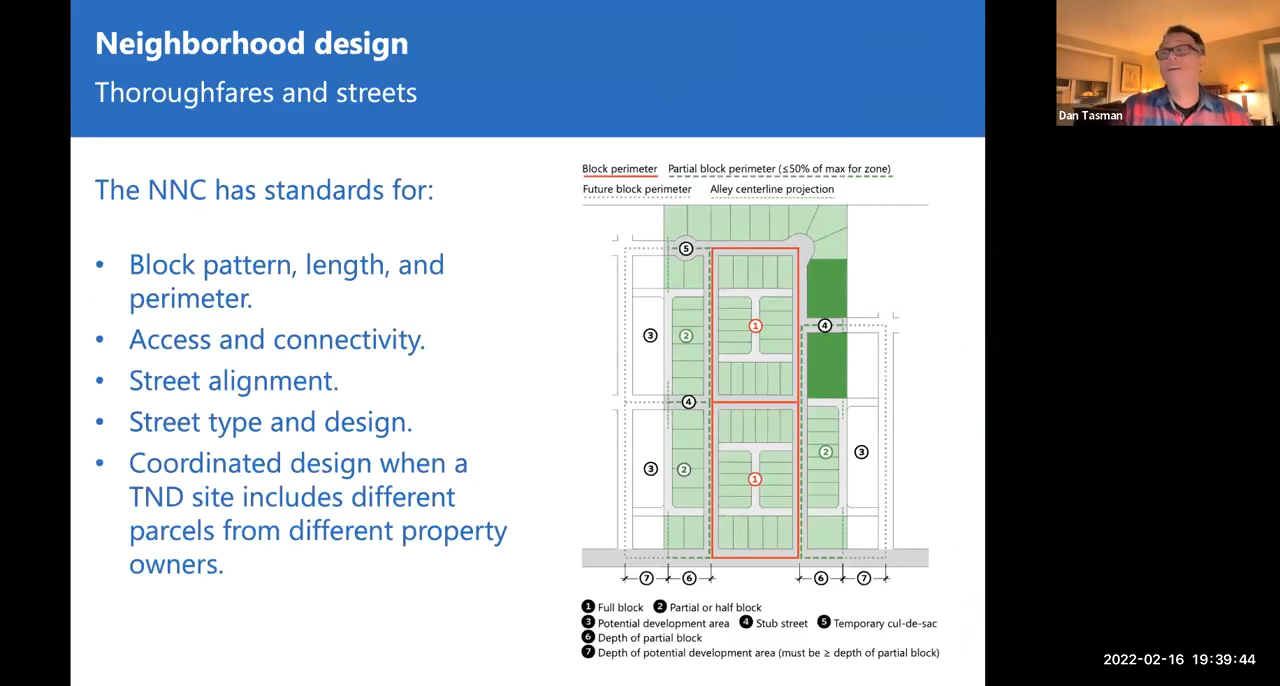 Neighborhood design
Thoroughfares and streets
Dan Tasman
The NNC has standards for:
• Block pattern, length, and
perimeter.
• Access and connectivity.
• Street alignment.
• Street type and design.
• Coordinated design when a
TND site includes different
parcels from different property
owners.
Block perimeter Partial block perimeter (≤50% of max for zone)
Future block perimeter Alley centerline projection
5
4
3 2 1
4
3 2 1 2 3
7 6 6 7
1 Full block 2 Partial or half block
3 Potential development area 4 Stub street 5 Temporary cul-de-sac
6 Depth of partial block
7 Depth of potential development area (must be ≥ depth of partial block)
2022-02-16 19:39:44